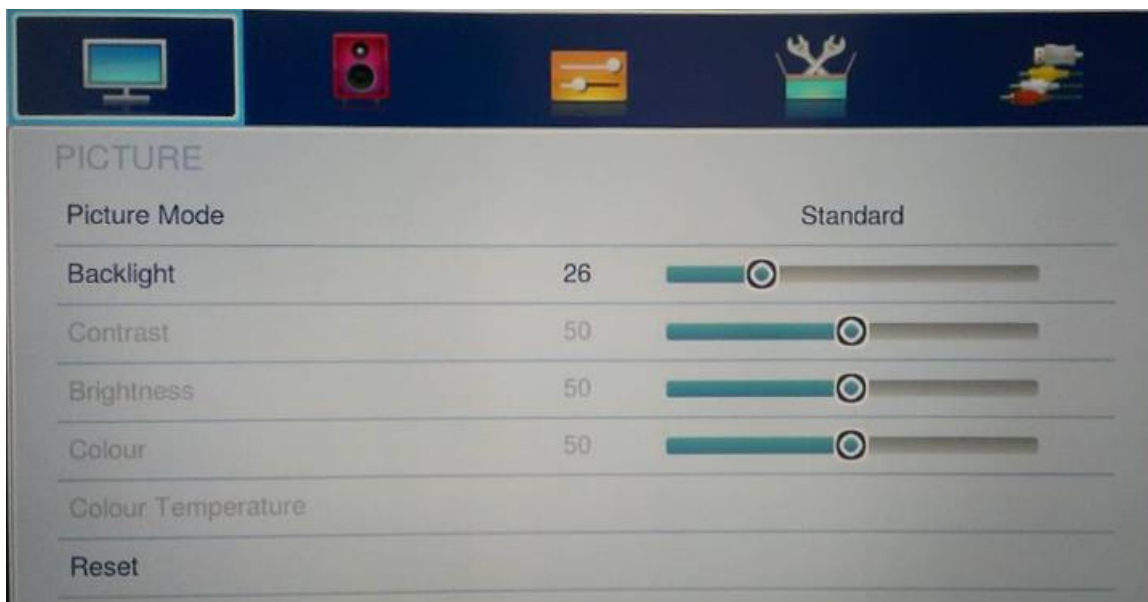 PICTURE
Picture Mode Standard
Backlight 26
Contrast 50
Brightness 50
Colour 50
Colour Temperature
Reset